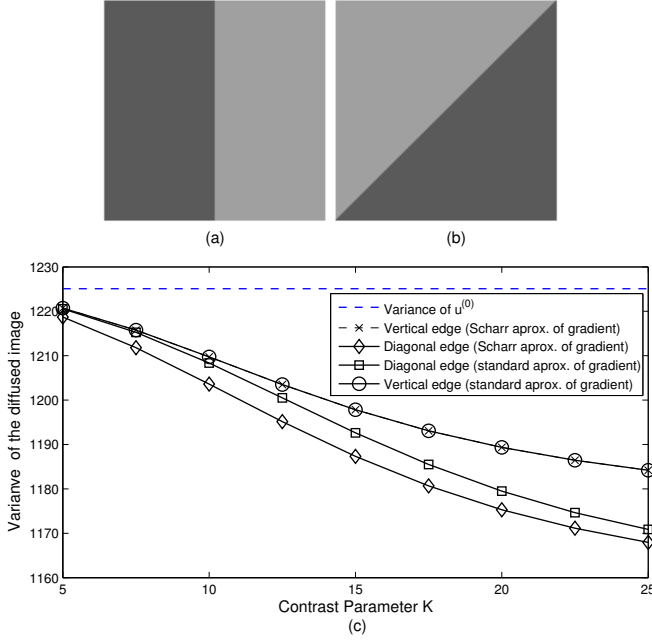 (a)
(b)
1230
1220
1210
1200
1190
1180
1170
1160
Varianve of the diffused image
Variance of u(0)
Vertical edge (Scharr aprox. of gradient)
Diagonal edge (Scharr aprox. of gradient)
Diagonal edge (standard aprox. of gradient)
Vertical edge (standard aprox. of gradient)
5
10
15
20
25
Contrast Parameter K
(c)